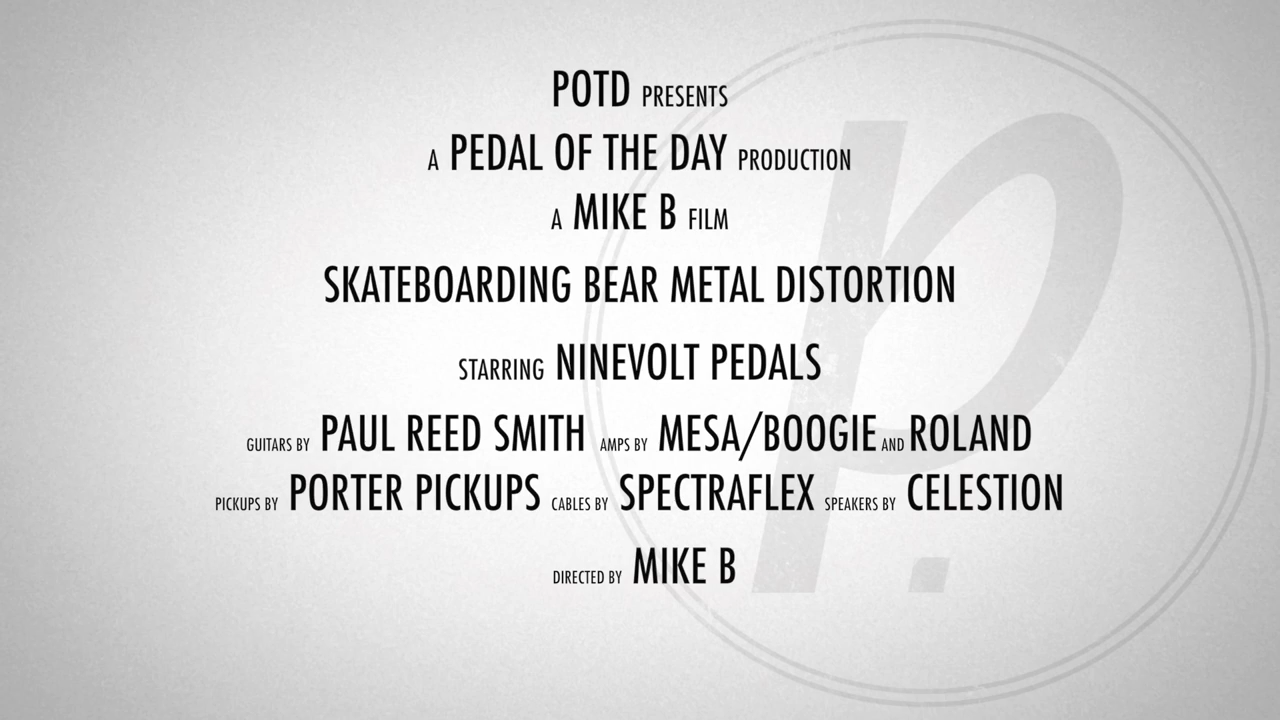 POTD PRESENTS
A PEDAL OF THE DAY PRODUCTION
A MIKE B FILM
SKATEBOARDING BEAR METAL DISTORTION
STARRING NINEVOLT PEDALS
GUITARS BY PAUL REED SMITH AMPS BY MESA/BOOGIE AND ROLAND
PICKUPS BY PORTER PICKUPS CABLES BY SPECTRAFLEX SPEAKERS BY CELESTION
DIRECTED BY MIKE B
p.